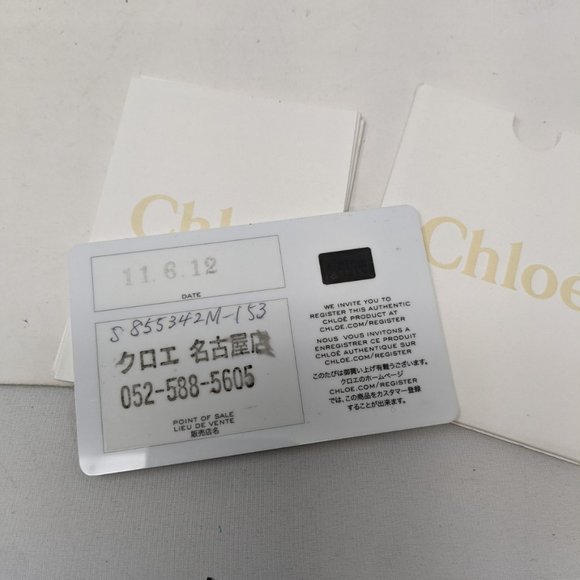 Chloé
Chloé
11.6.12
DATE
S 855342M-153
クロエ 名古屋店
052-588-5605
POINT OF SALE
LIEU DE VENTE
販売店名
WE INVITE YOU TO
REGISTER THIS AUTHENTIC
CHLOÉ PRODUCT AT
CHLOE.COM/REGISTER
NOUS VOUS INVITONS A
ENREGISTRER CE PRODUIT
CHLOÉ AUTHENTIQUE SUR
CHLOE.COM/REGISTER
このたびは御買い上げ有難うございます。
クロエのホームページ
CHLOE.COM/REGISTER
では、この商品をカスタマー登録
することが出来ます。